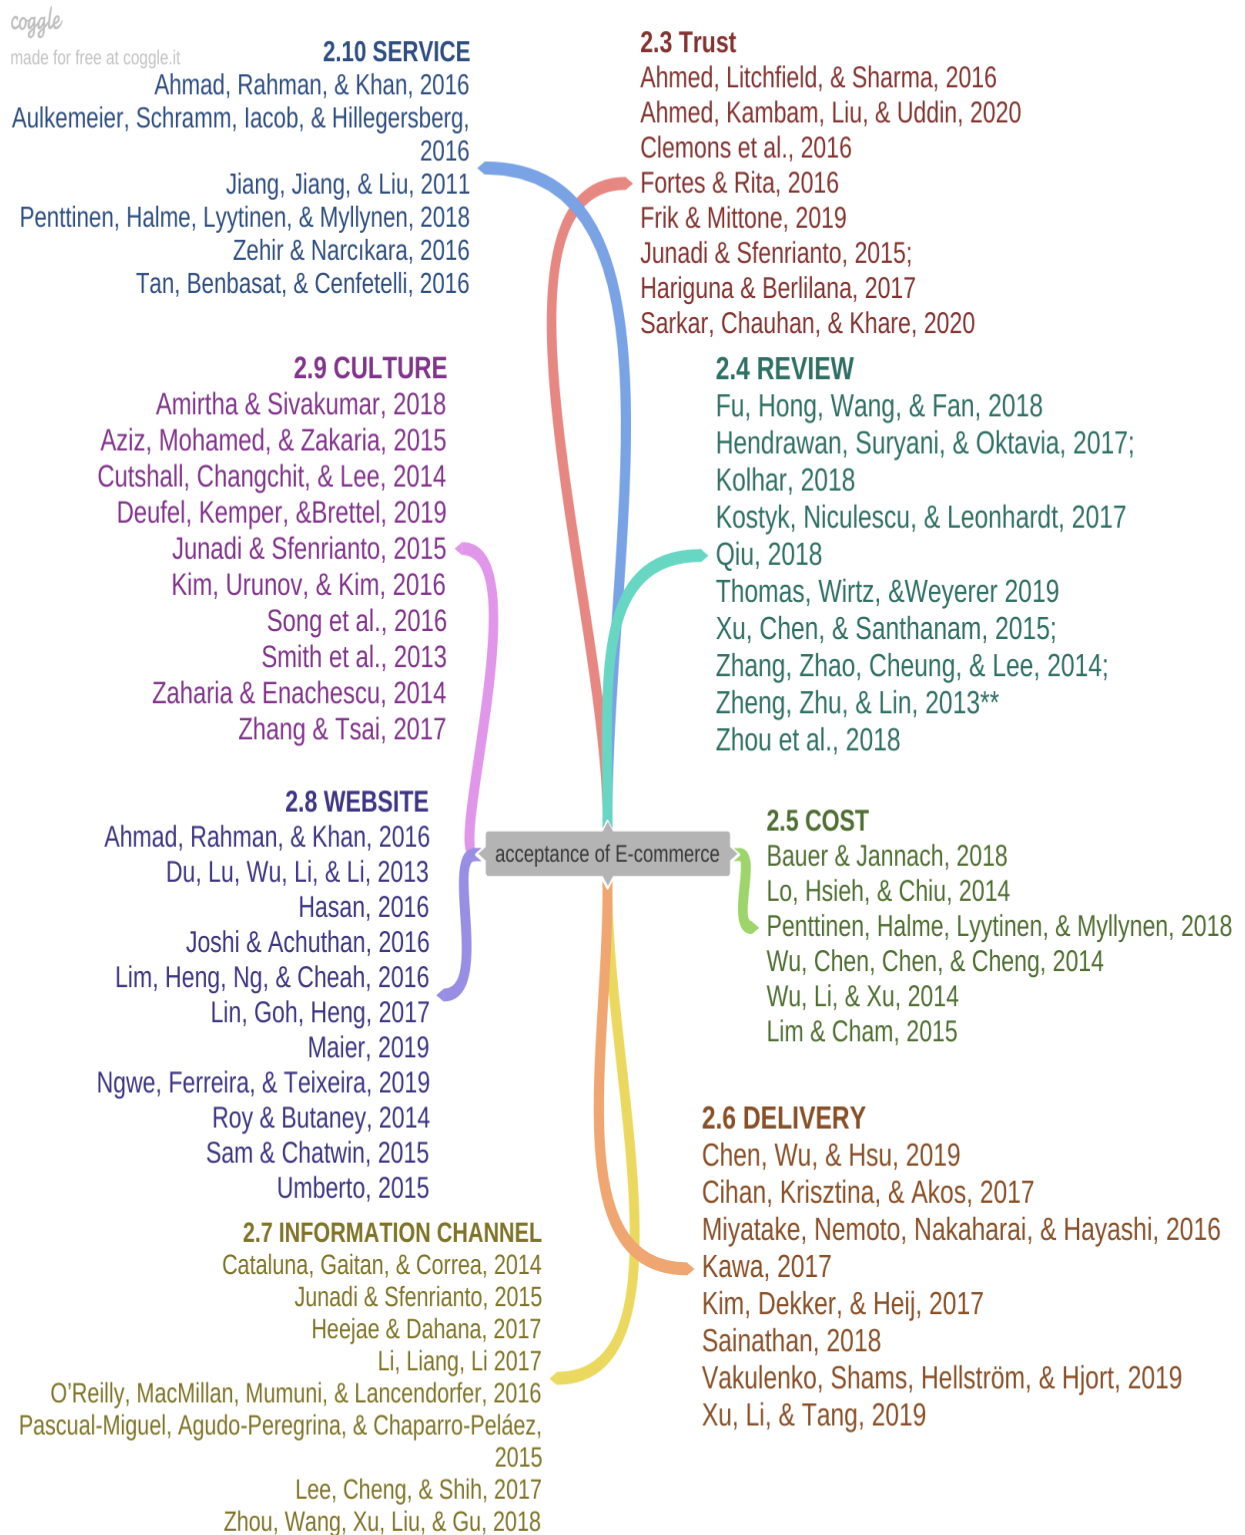 coggle
made for free at coggle.it
2.10 SERVICE
Ahmad, Rahman, & Khan, 2016
Aulkemeier, Schramm, Iacob, & Hillegersberg,
2016
Jiang, Jiang, & Liu, 2011
Penttinen, Halme, Lyytinen, & Myllynen, 2018
Zehir & Narcıkara, 2016
Tan, Benbasat, & Cenfetelli, 2016
2.3 Trust
Ahmed, Litchfield, & Sharma, 2016
Ahmed, Kambam, Liu, & Uddin, 2020
Clemons et al., 2016
Fortes & Rita, 2016
Frik & Mittone, 2019
Junadi & Sfenrianto, 2015;
Hariguna & Berlilana, 2017
Sarkar, Chauhan, & Khare, 2020
2.9 CULTURE
Amirtha & Sivakumar, 2018
Aziz, Mohamed, & Zakaria, 2015
Cutshall, Changchit, & Lee, 2014
Deufel, Kemper, &Brettel, 2019
Junadi & Sfenrianto, 2015
Kim, Urunov, & Kim, 2016
Song et al., 2016
Smith et al., 2013
Zaharia & Enachescu, 2014
Zhang & Tsai, 2017
2.4 REVIEW
Fu, Hong, Wang, & Fan, 2018
Hendrawan, Suryani, & Oktavia, 2017;
Kolhar, 2018
Kostyk, Niculescu, & Leonhardt, 2017
Qiu, 2018
Thomas, Wirtz, &Weyerer 2019
Xu, Chen, & Santhanam, 2015;
Zhang, Zhao, Cheung, & Lee, 2014;
Zheng, Zhu, & Lin, 2013**
Zhou et al., 2018
2.8 WEBSITE
Ahmad, Rahman, & Khan, 2016
Du, Lu, Wu, Li, & Li, 2013
Hasan, 2016
Joshi & Achuthan, 2016
Lim, Heng, Ng, & Cheah, 2016
Lin, Goh, Heng, 2017
Maier, 2019
Ngwe, Ferreira, & Teixeira, 2019
Roy & Butaney, 2014
Sam & Chatwin, 2015
Umberto, 2015
acceptance of E-commerce
2.5 COST
Bauer & Jannach, 2018
Lo, Hsieh, & Chiu, 2014
Penttinen, Halme, Lyytinen, & Myllynen, 2018
Wu, Chen, Chen, & Cheng, 2014
Wu, Li, & Xu, 2014
Lim & Cham, 2015
2.7 INFORMATION CHANNEL
Cataluna, Gaitan, & Correa, 2014
Junadi & Sfenrianto, 2015
Heejae & Dahana, 2017
Li, Liang, Li 2017
O’Reilly, MacMillan, Mumuni, & Lancendorfer, 2016
Pascual-Miguel, Agudo-Peregrina, & Chaparro-Peláez,
2015
Lee, Cheng, & Shih, 2017
Zhou, Wang, Xu, Liu, & Gu, 2018
2.6 DELIVERY
Chen, Wu, & Hsu, 2019
Cihan, Krisztina, & Akos, 2017
Miyatake, Nemoto, Nakaharai, & Hayashi, 2016
Kawa, 2017
Kim, Dekker, & Heij, 2017
Sainathan, 2018
Vakulenko, Shams, Hellström, & Hjort, 2019
Xu, Li, & Tang, 2019